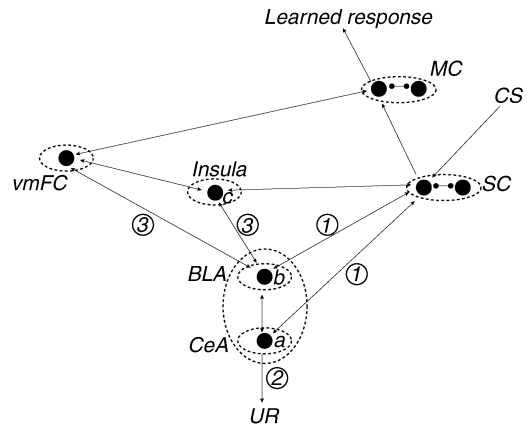 Learned response
MC
CS
Insula
vmFC
c
SC
③
③
①
BLA
b
①
CeA
a
②
UR